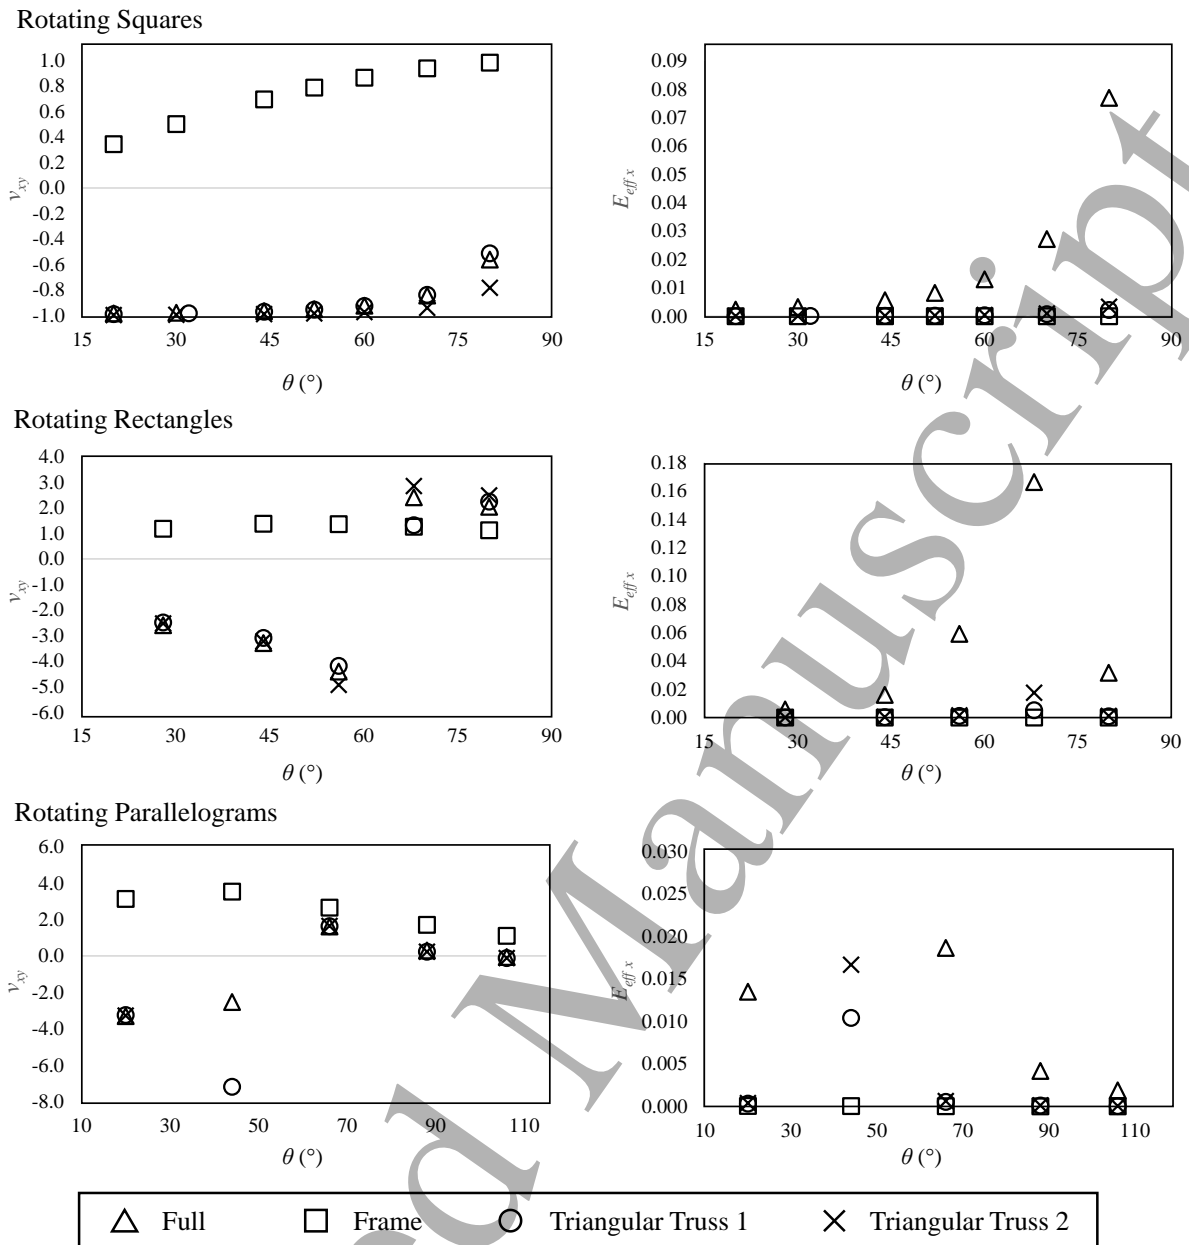 Rotating Squares
1.0
0.8
0.6
0.4
0.2
0.0
-0.2
-0.4
-0.6
-0.8
-1.0
νxy
15 30 45 60 75 90
θ (°)
0.09
0.08
0.07
0.06
0.05
0.04
0.03
0.02
0.01
0.00
Eeff x
15 30 45 60 75 90
θ (°)
Rotating Rectangles
4.0
3.0
2.0
1.0
0.0
-1.0
-2.0
-3.0
-4.0
-5.0
-6.0
νxy
15 30 45 60 75 90
θ (°)
0.18
0.16
0.14
0.12
0.10
0.08
0.06
0.04
0.02
0.00
Eeff x
15 30 45 60 75 90
θ (°)
Rotating Parallelograms
6.0
4.0
2.0
0.0
-2.0
-4.0
-6.0
-8.0
νxy
10 30 50 70 90 110
θ (°)
0.030
0.025
0.020
0.015
0.010
0.005
0.000
Eeff x
10 30 50 70 90 110
θ (°)
Full Frame Triangular Truss 1 Triangular Truss 2
ed Manuscript